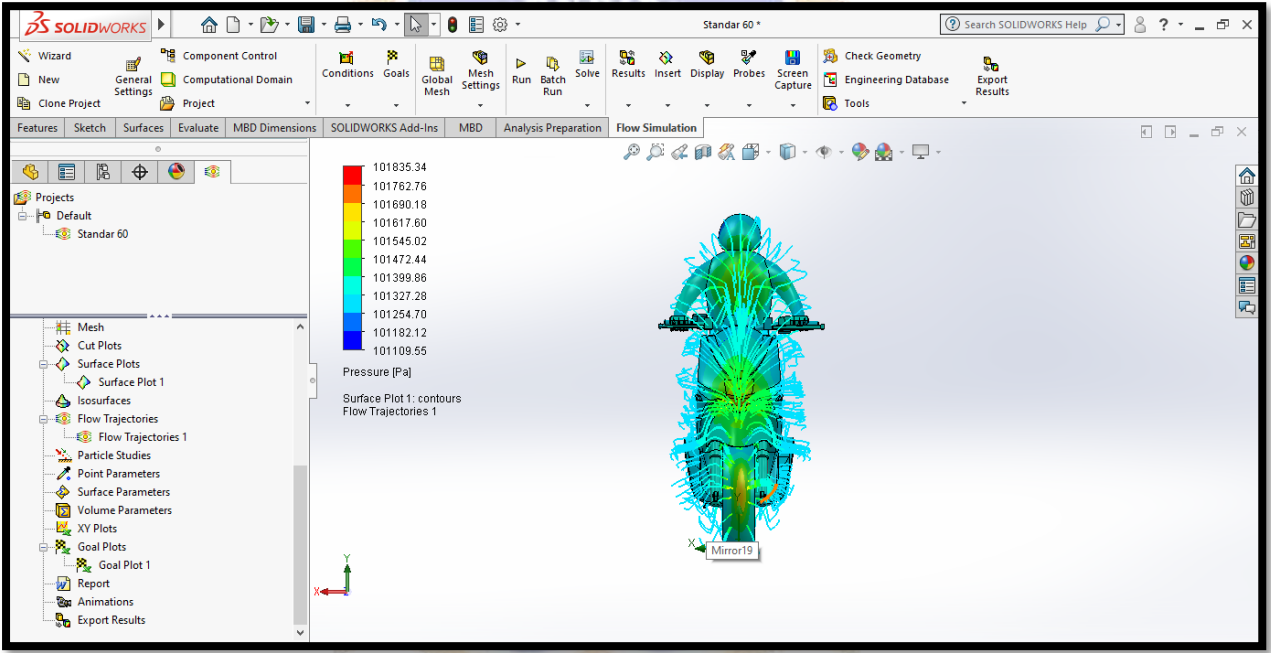 SOLIDWORKS
Standar 60 *
Search SOLIDWORKS Help
?
Wizard
New
Clone Project
General Settings
Component Control
Computational Domain
Project
Conditions
Goals
Global Mesh
Mesh Settings
Run
Batch Run
Solve
Results
Insert
Display
Probes
Screen Capture
Check Geometry
Engineering Database
Tools
Export Results
Features
Sketch
Surfaces
Evaluate
MBD Dimensions
SOLIDWORKS Add-Ins
MBD
Analysis Preparation
Flow Simulation
Projects
Default
Standar 60
Mesh
Cut Plots
Surface Plots
Surface Plot 1
Isosurfaces
Flow Trajectories
Flow Trajectories 1
Particle Studies
Point Parameters
Surface Parameters
Volume Parameters
XY Plots
Goal Plots
Goal Plot 1
Report
Animations
Export Results
101835.34
101762.76
101690.18
101617.60
101545.02
101472.44
101399.86
101327.28
101254.70
101182.12
101109.55
Pressure [Pa]
Surface Plot 1: contours
Flow Trajectories 1
Y
X
X
Mirror19